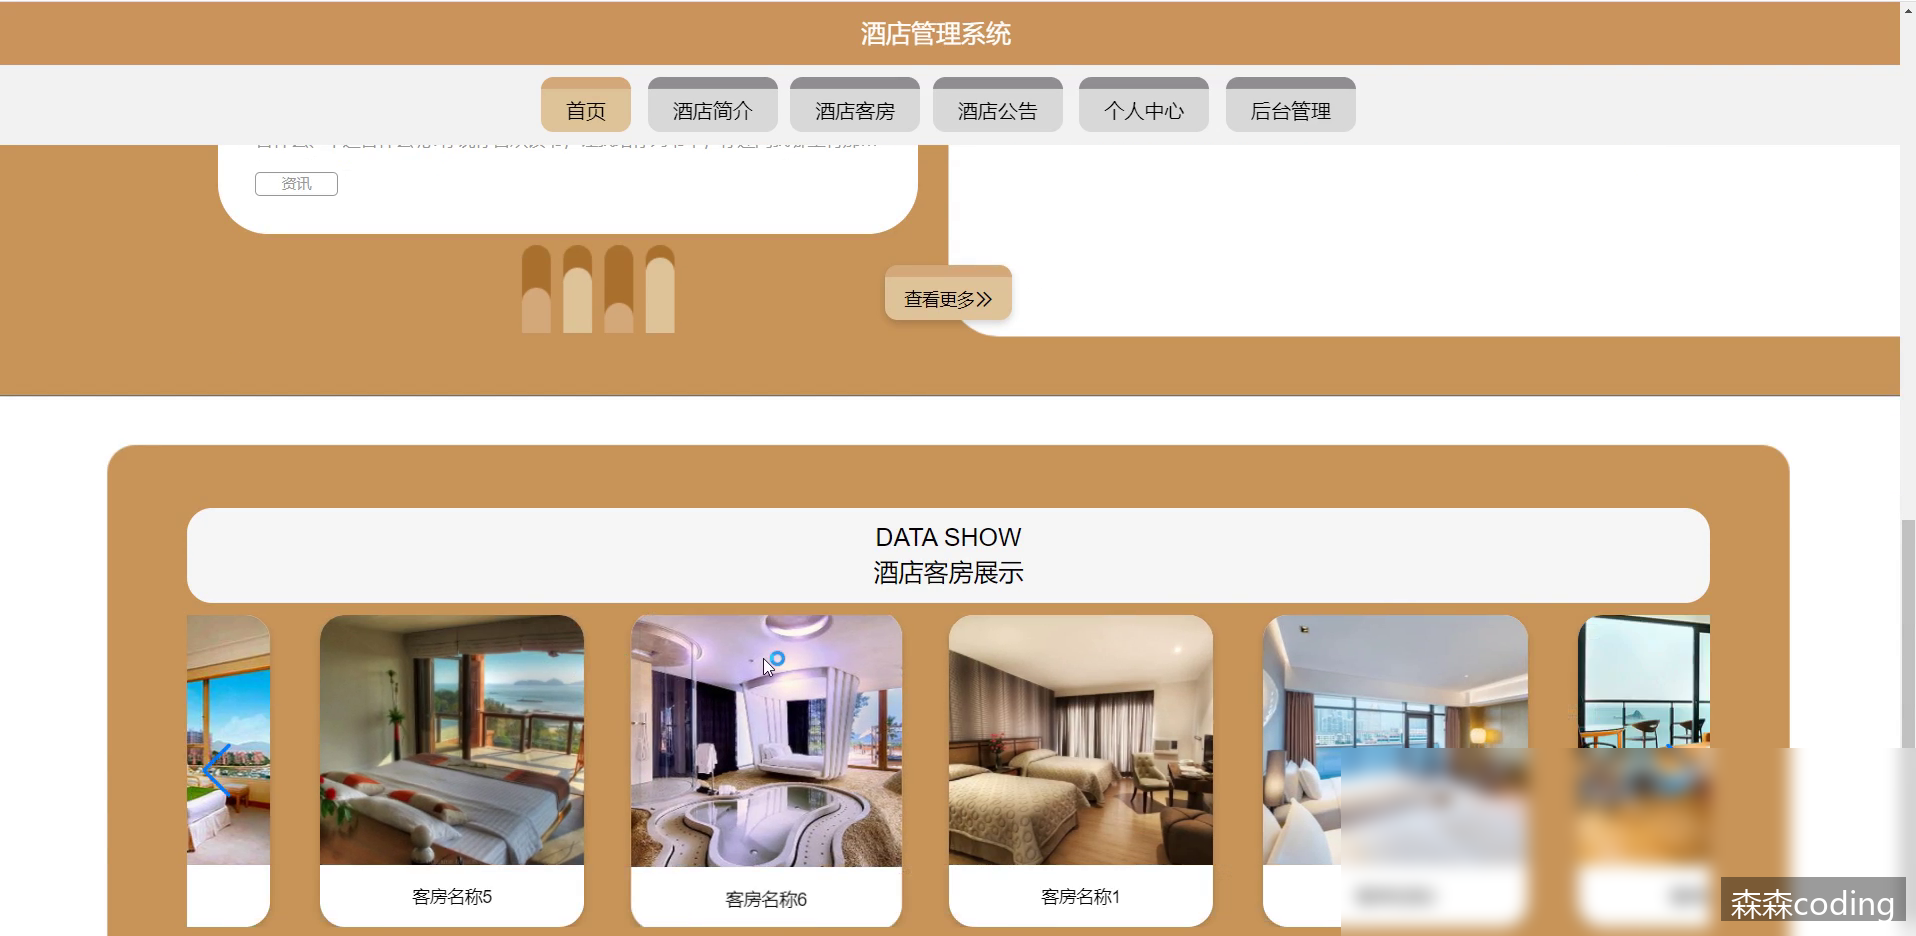 酒店管理系统
首页
酒店简介
酒店客房
酒店公告
个人中心
后台管理
资讯
查看更多
DATA SHOW
酒店客房展示
客房名称5
客房名称6
客房名称1
森森coding